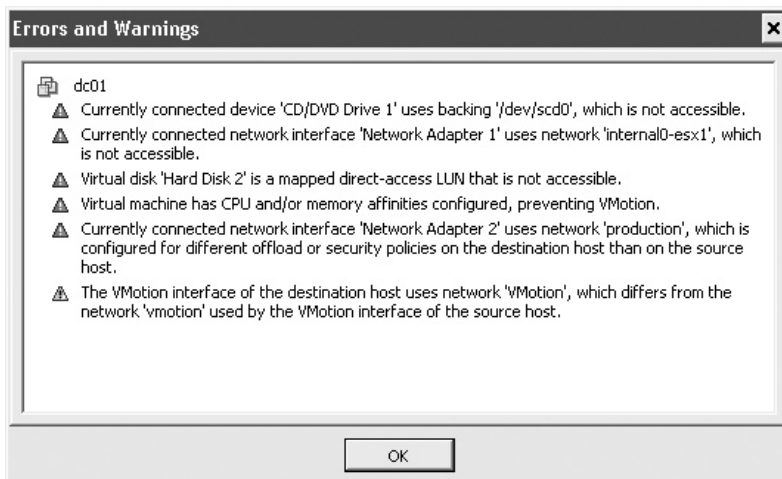 Errors and Warnings
dc01
Currently connected device 'CD/DVD Drive 1' uses backing '/dev/scd0', which is not accessible.
Currently connected network interface 'Network Adapter 1' uses network 'internal0-esx1', which
is not accessible.
Virtual disk 'Hard Disk 2' is a mapped direct-access LUN that is not accessible.
Virtual machine has CPU and/or memory affinities configured, preventing VMotion.
Currently connected network interface 'Network Adapter 2' uses network 'production', which is
configured for different offload or security policies on the destination host than on the source
host.
The VMotion interface of the destination host uses network 'VMotion', which differs from the
network 'vmotion' used by the VMotion interface of the source host.
OK